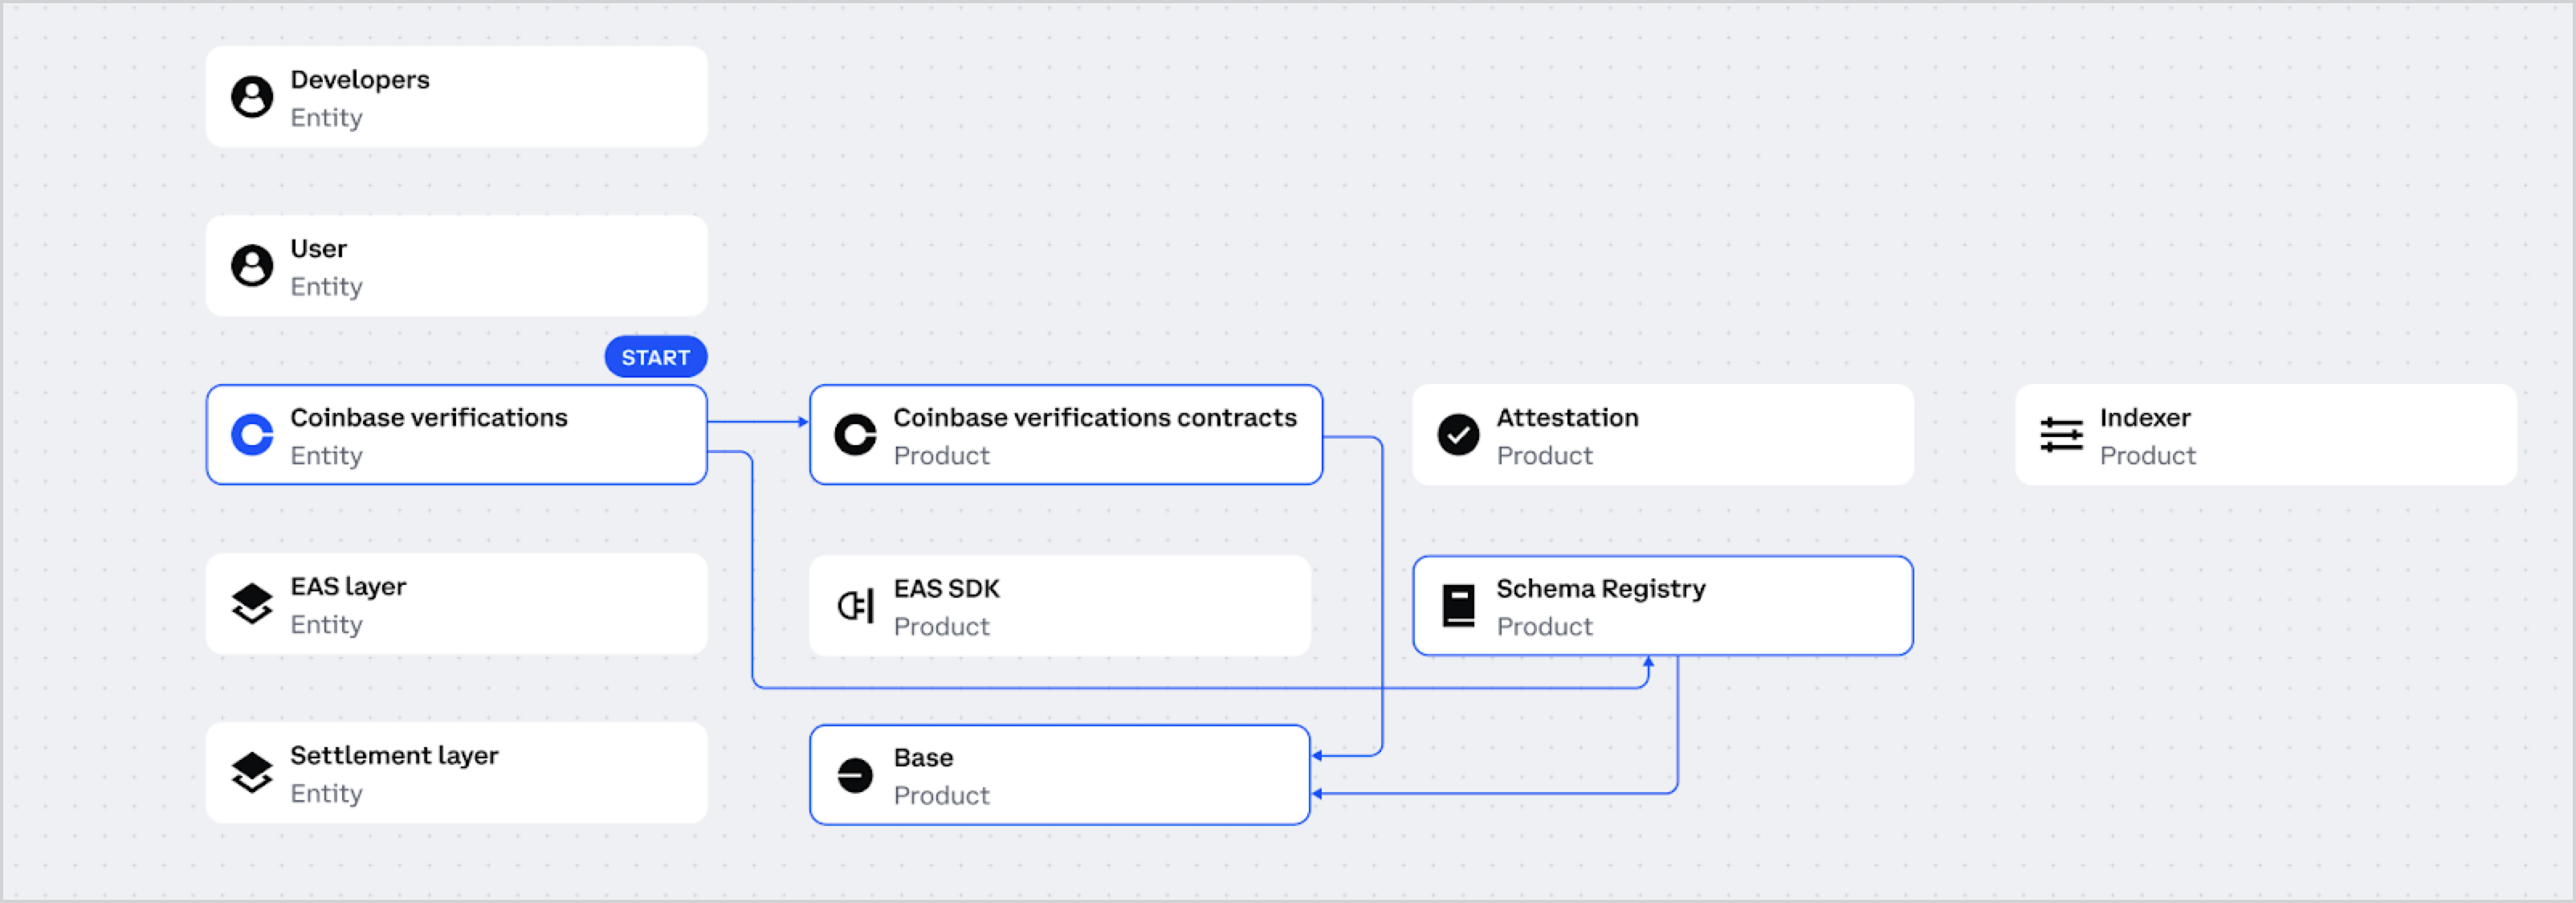 Developers
Entity
User
Entity
START
Coinbase verifications
Entity
Coinbase verifications contracts
Product
Attestation
Product
Indexer
Product
EAS layer
Entity
EAS SDK
Product
Schema Registry
Product
Settlement layer
Entity
Base
Product